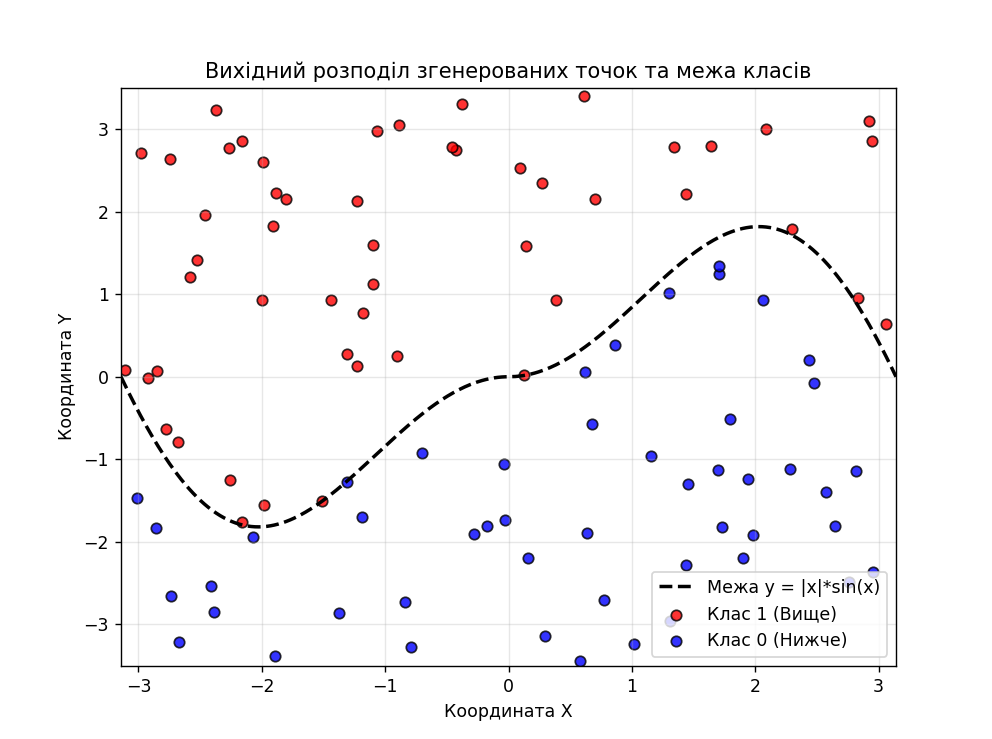 Вихідний розподіл згенерованих точок та межа класів
Координата Y
3
2
1
0
−1
−2
−3
−3
−2
−1
0
1
2
3
Координата X
Межа y = |x|*sin(x)
Клас 1 (Вище)
Клас 0 (Нижче)